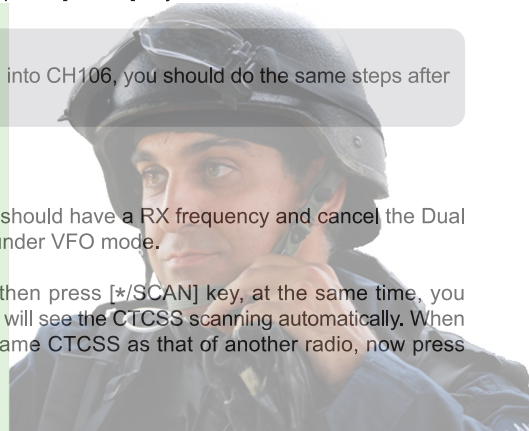 into CH106, you should do the same steps after
should have a RX frequency and cancel the Dual
under VFO mode.
then press [*/SCAN] key, at the same time, you
will see the CTCSS scanning automatically. When
ame CTCSS as that of another radio, now press